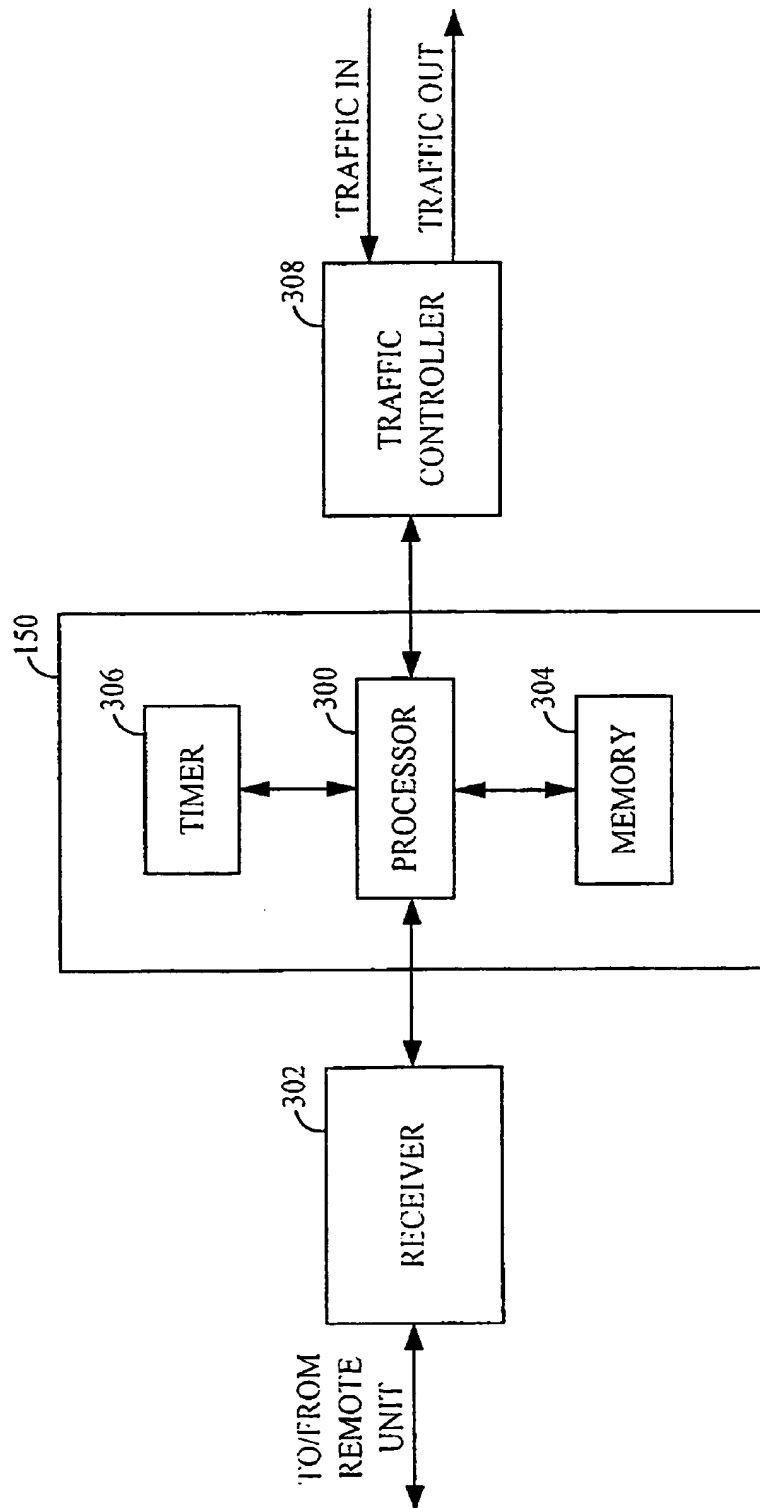 TO/FROM
REMOTE
UNIT
302
RECEIVER
150
306
TIMER
300
PROCESSOR
304
MEMORY
308
TRAFFIC
CONTROLLER
TRAFFIC IN
TRAFFIC OUT